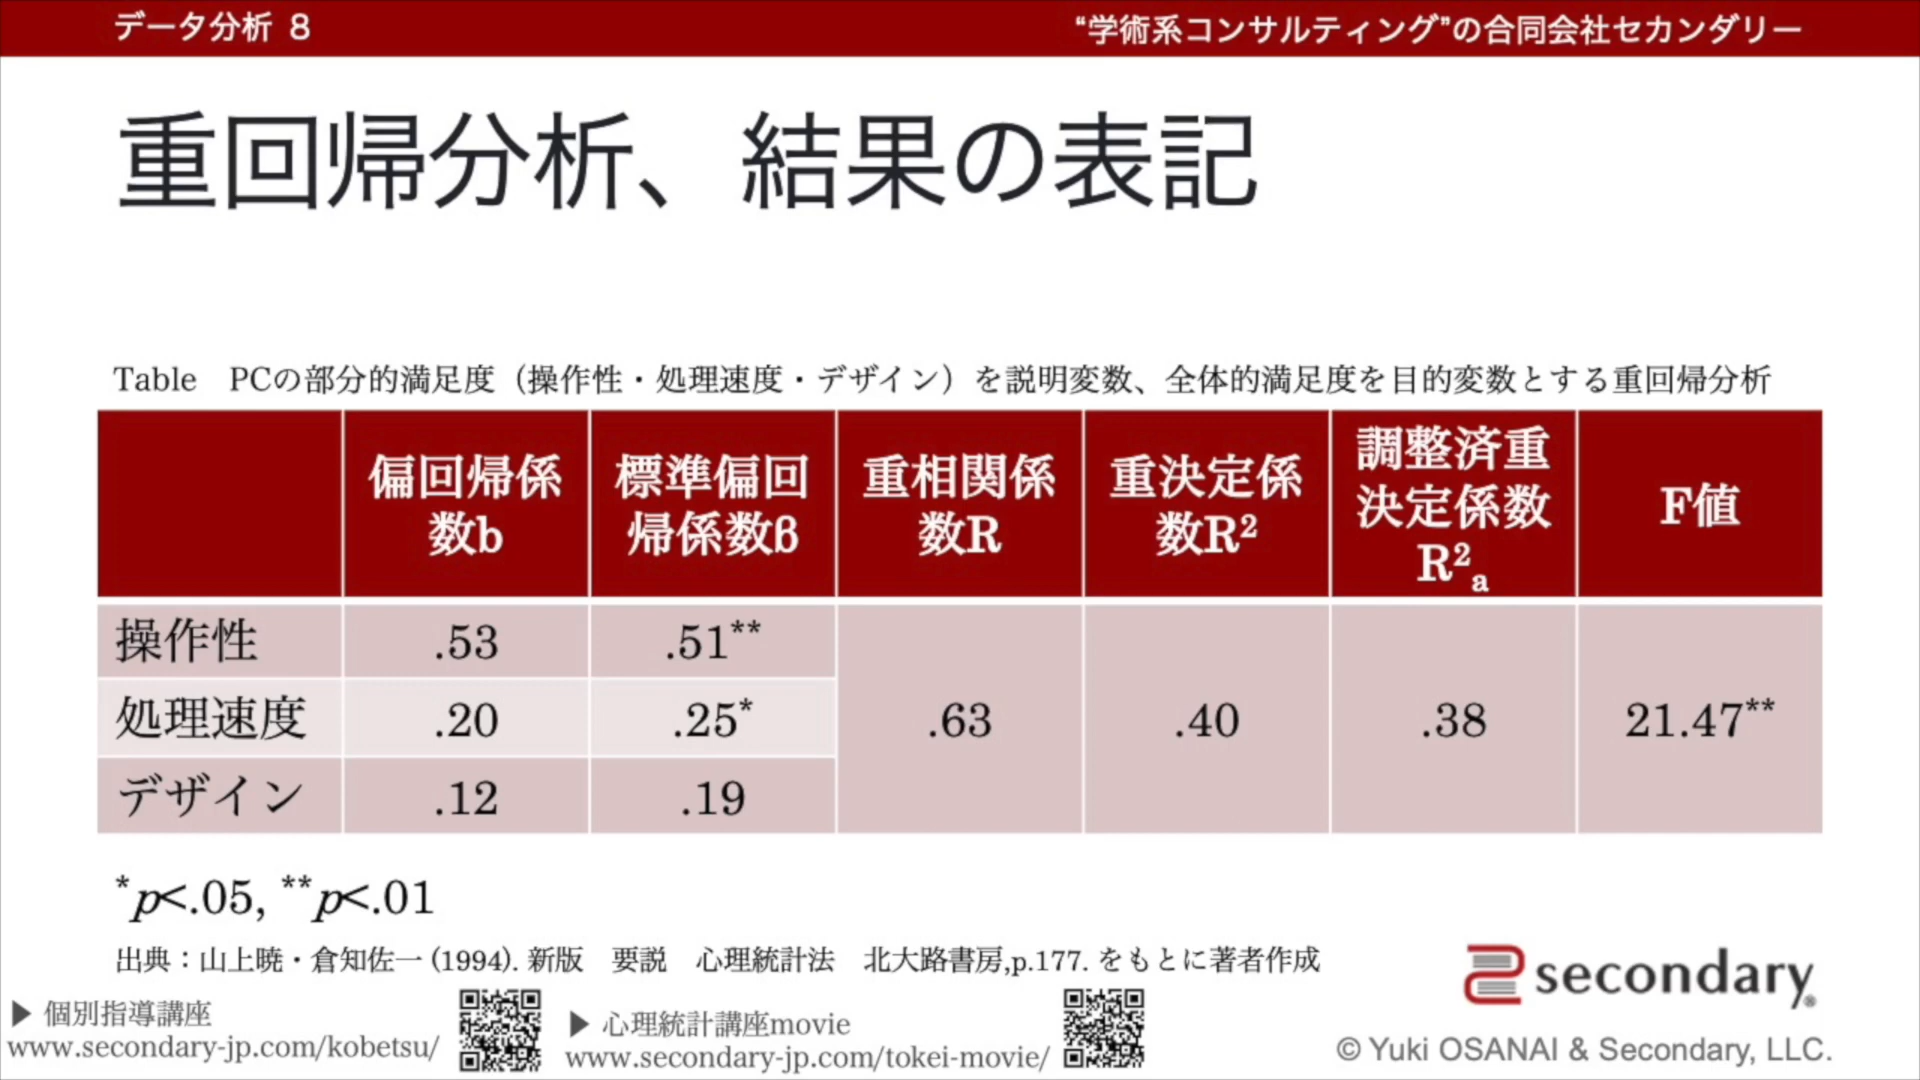 データ分析 8
“学術系コンサルティング”の合同会社セカンダリー
重回帰分析、結果の表記
Table　PCの部分的満足度（操作性・処理速度・デザイン）を説明変数、全体的満足度を目的変数とする重回帰分析
偏回帰係
数b
標準偏回
帰係数β
重相関係
数R
重決定係
数R²
調整済重
決定係数
R²ₐ
F値
操作性 .53 .51**
処理速度 .20 .25* .63 .40 .38 21.47**
デザイン .12 .19
*p<.05, **p<.01
出典：山上暁・倉知佐一 (1994). 新版　要説　心理統計法　北大路書房,p.177. をもとに著者作成
secondary®
▶ 個別指導講座
www.secondary-jp.com/kobetsu/
▶ 心理統計講座movie
www.secondary-jp.com/tokei-movie/
© Yuki OSANAI & Secondary, LLC.